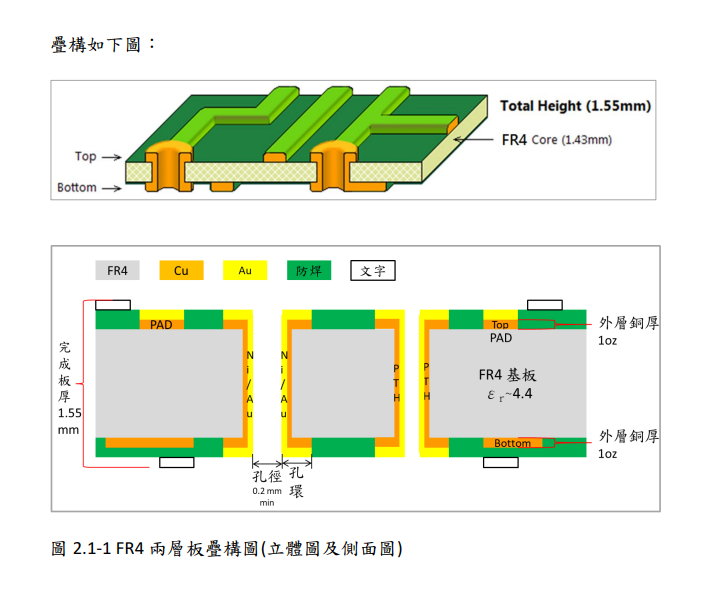 疊構如下圖：
Total Height (1.55mm)
FR4 Core (1.43mm)
Top
Bottom
FR4
Cu
Au
防焊
文字
PAD
Top
PAD
外層銅厚
1oz
完成板厚
1.55
mm
Ni/Au
Ni/Au
PTH
PTH
FR4 基板
εr~4.4
Bottom
外層銅厚
1oz
孔徑
0.2 mm
min
孔環
圖 2.1-1 FR4 兩層板疊構圖(立體圖及側面圖)